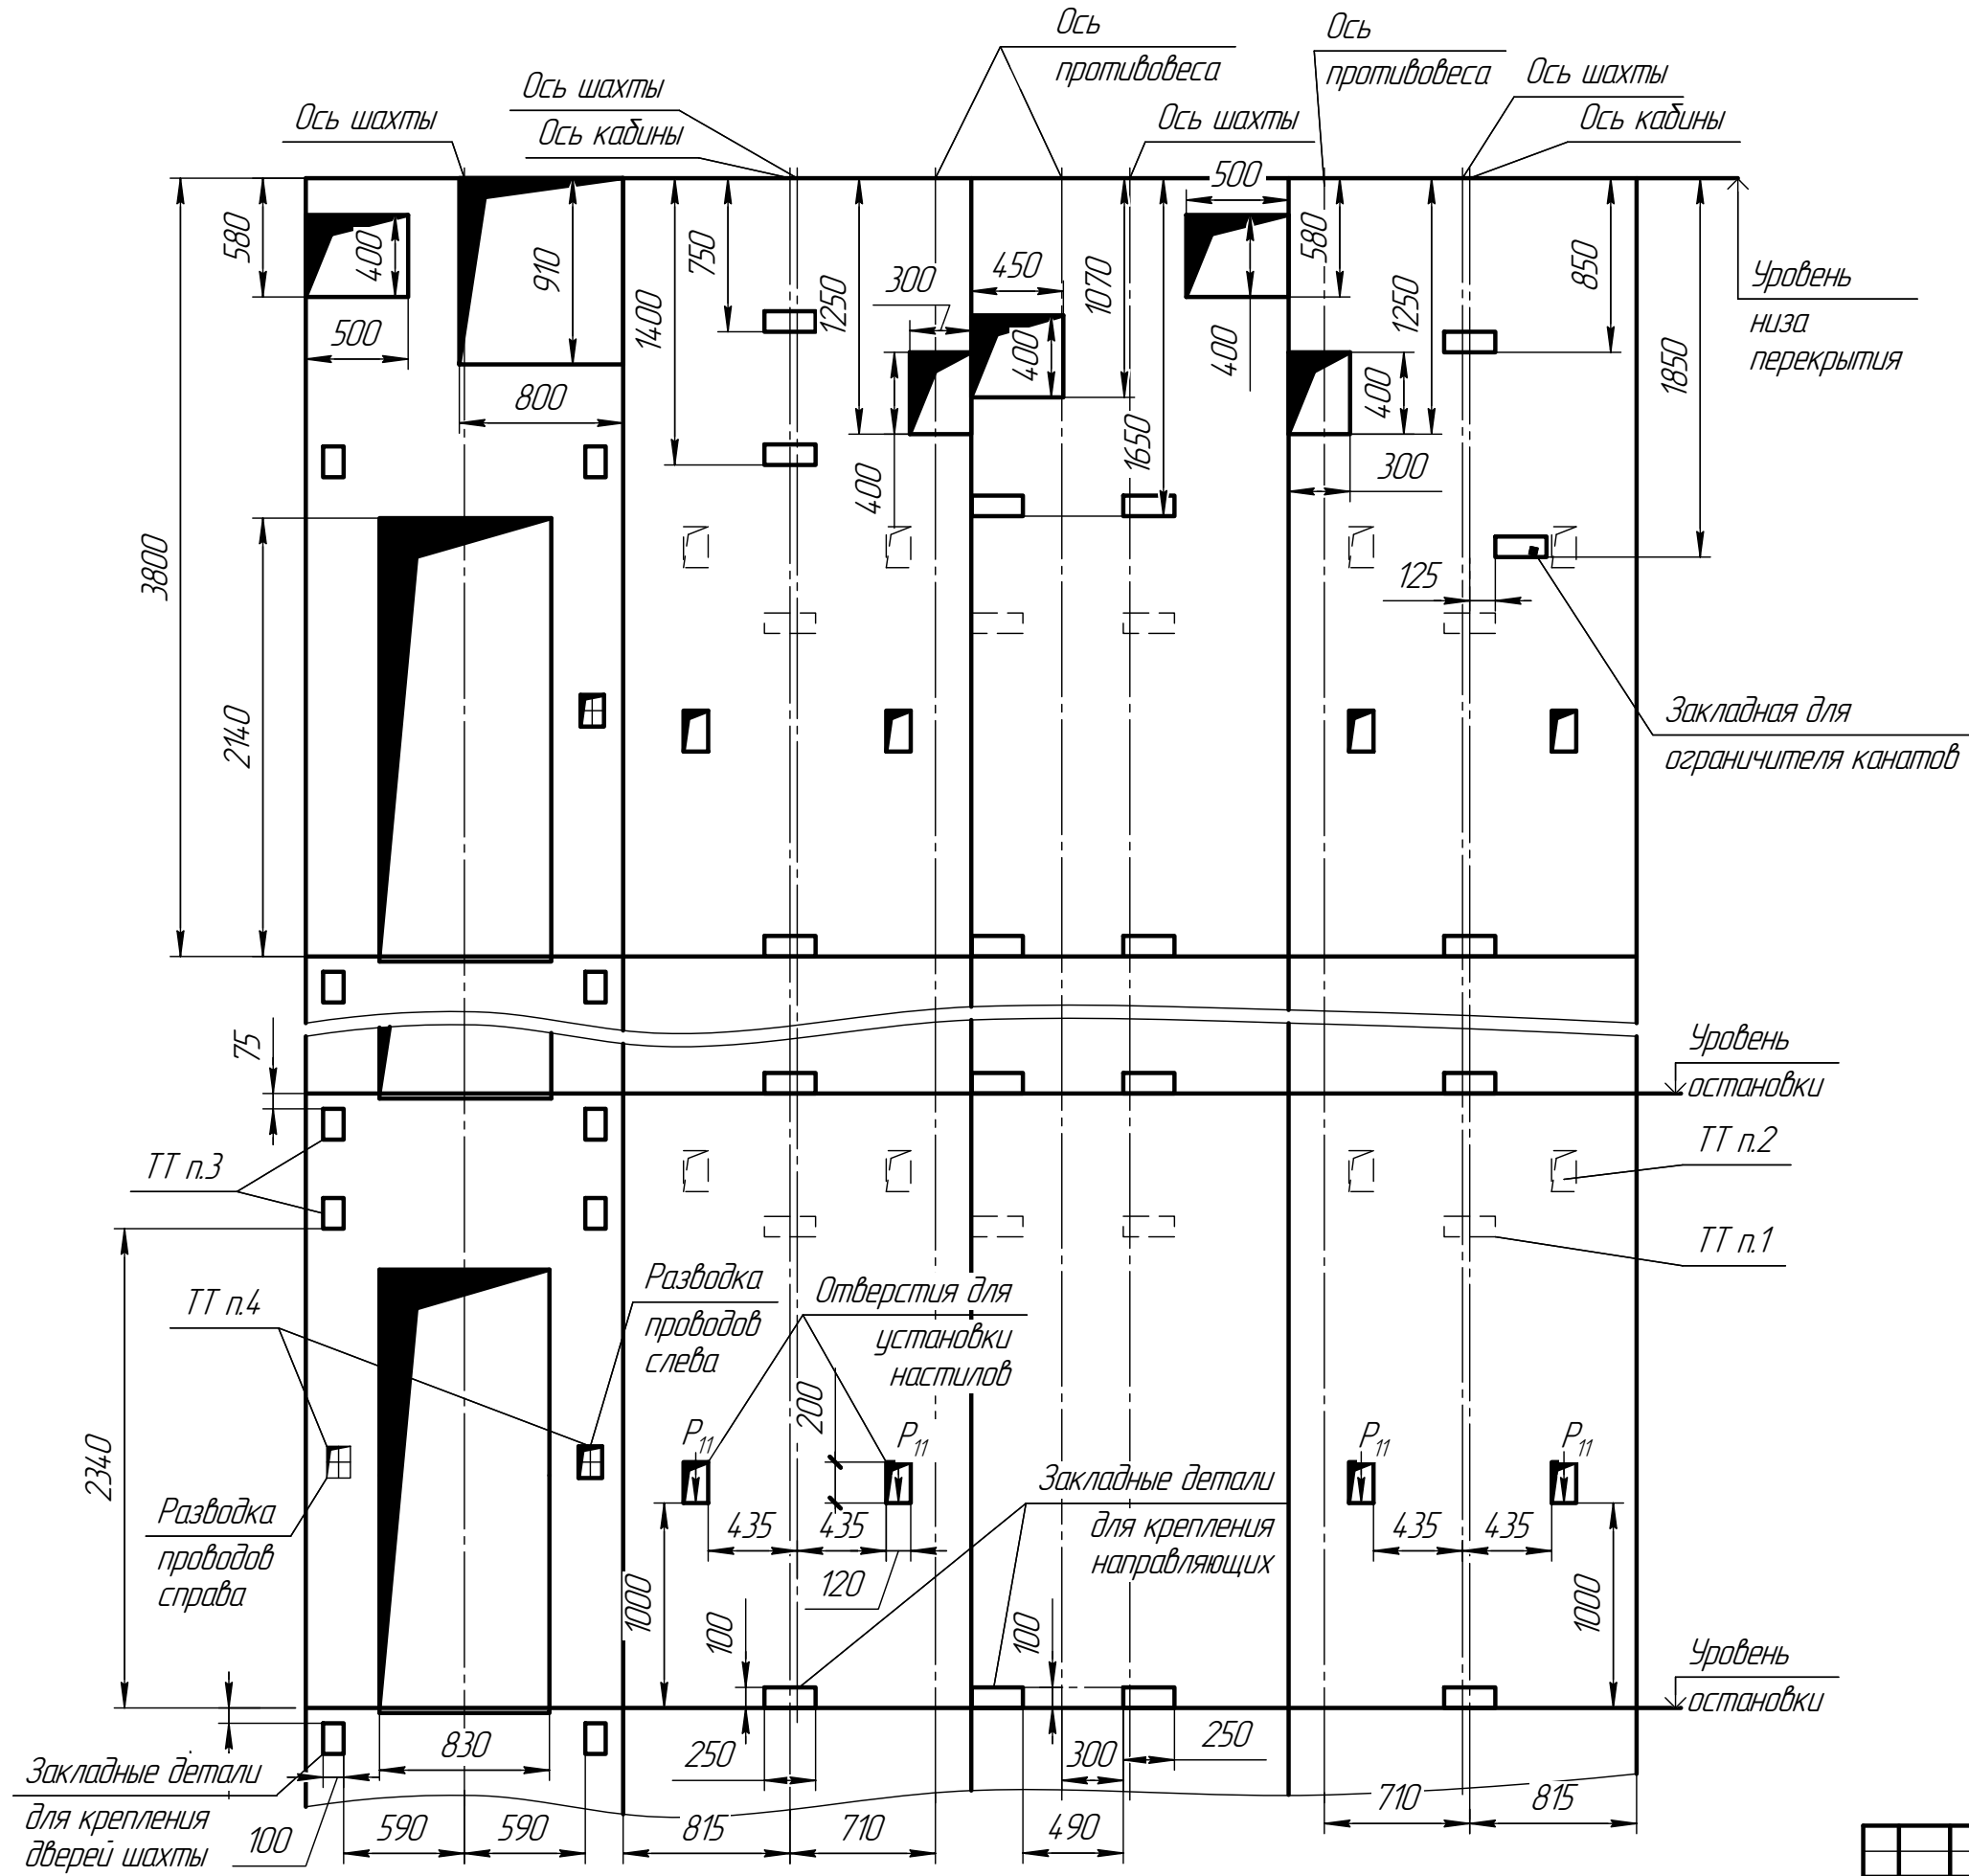 Ось
противовеса
Ось
противовеса
Ось шахты
Ось кабины
Ось шахты
Ось шахты
Ось кабины
Ось шахты
500
580
400
910
750
1250
300
450
1070
580
1250
850
Уровень
низа
перекрытия
500
1400
400
400
400
1850
800
1650
400
300
3800
125
2140
Закладная для
ограничителя канатов
75
Уровень
остановки
ТТ п.3
ТТ п.2
ТТ п.1
ТТ п.4
Разводка
проводов
слева
Отверстия для
установки
настилов
200
2340
P11
P11
P11
P11
Закладные детали
для крепления
направляющих
Разводка
проводов
справа
435
435
435
435
120
1000
100
100
1000
Уровень
остановки
830
250
300
250
Закладные детали
для крепления
дверей шахты
100
590
590
815
710
490
710
815